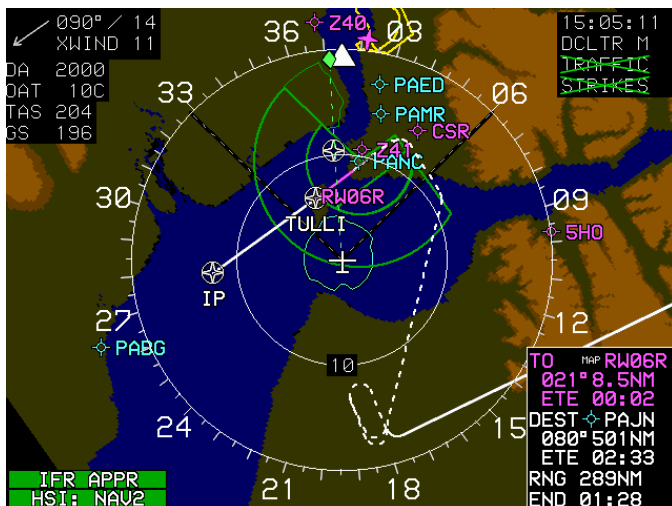 090° / 14
XWIND 11
DA 2000
OAT 10C
TAS 204
GS 196
15:05:11
DCLTR M
TRAFFIC
STRIKES
36
Z40
03
33
PAED
06
PAMR
CSR
Z41
PANC
30
RW06R
09
TULLI
5HO
IP
27
12
PABG
10
24
15
21
18
TO MAP RW06R
021° 8.5NM
ETE 00:02
DEST PAJN
080° 501NM
ETE 02:33
RNG 289NM
END 01:28
IFR APPR
HSI: NAV2